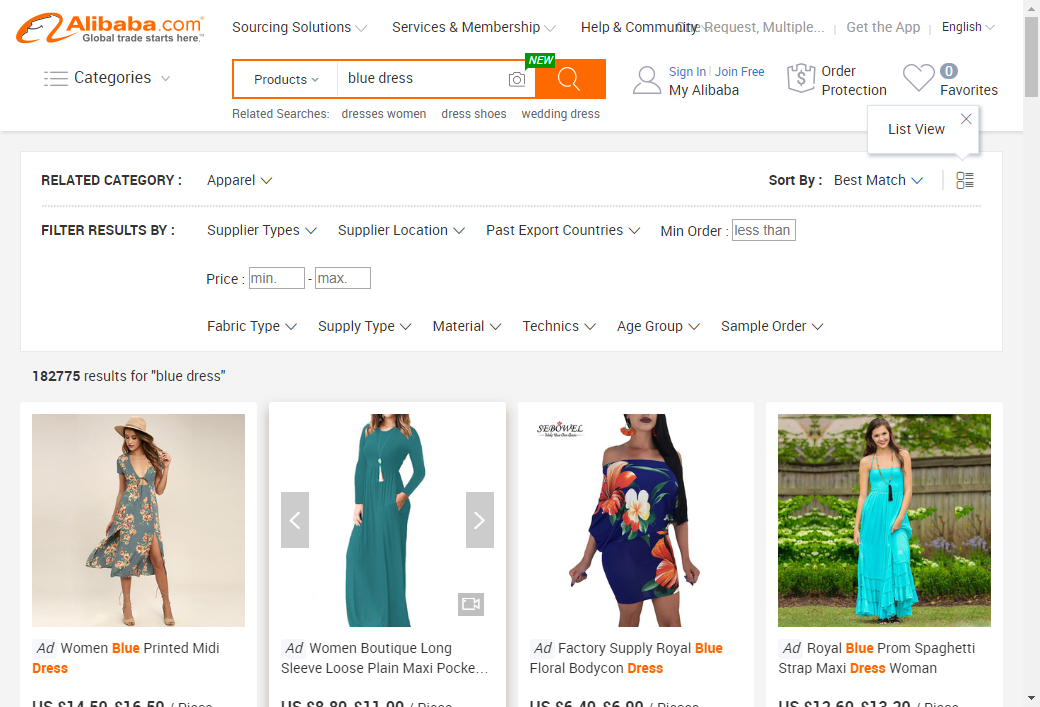 Alibaba.com
Global trade starts here.™
Sourcing Solutions
Services & Membership
Help & Community
One Request, Multiple...
Get the App
English
Categories
Products
blue dress
NEW
Sign In | Join Free
My Alibaba
Order
Protection
0
Favorites
Related Searches: dresses women dress shoes wedding dress
List View
RELATED CATEGORY : Apparel
Sort By : Best Match
FILTER RESULTS BY : Supplier Types Supplier Location Past Export Countries Min Order : less than
Price : min. - max.
Fabric Type Supply Type Material Technics Age Group Sample Order
182775 results for "blue dress"
SEBOWEL
Ad Women Blue Printed Midi
Dress
Ad Women Boutique Long
Sleeve Loose Plain Maxi Pocke...
Ad Factory Supply Royal Blue
Floral Bodycon Dress
Ad Royal Blue Prom Spaghetti
Strap Maxi Dress Woman
US $14.50-$16.50 / Piece
US $8.80-$11.00 / Piece
US $6.40-$6.90 / Piece
US $12.60-$13.20 / Piece